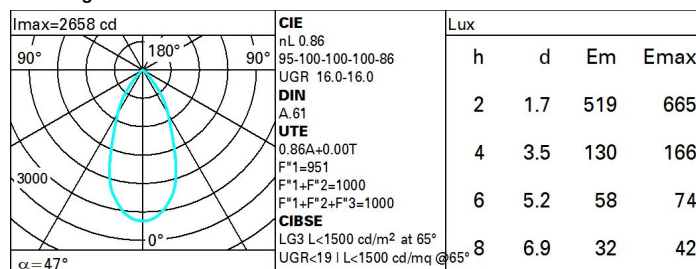 Imax=2658 cd
90°
180°
90°
3000
0°
α=47°
CIE
nL 0.86
95-100-100-100-86
UGR 16.0-16.0
DIN
A.61
UTE
0.86A+0.00T
F"1=951
F"1+F"2=1000
F"1+F"2+F"3=1000
CIBSE
LG3 L<1500 cd/m² at 65°
UGR<19 | L<1500 cd/mq @65°
Lux
h d Em Emax
2 1.7 519 665
4 3.5 130 166
6 5.2 58 74
8 6.9 32 42